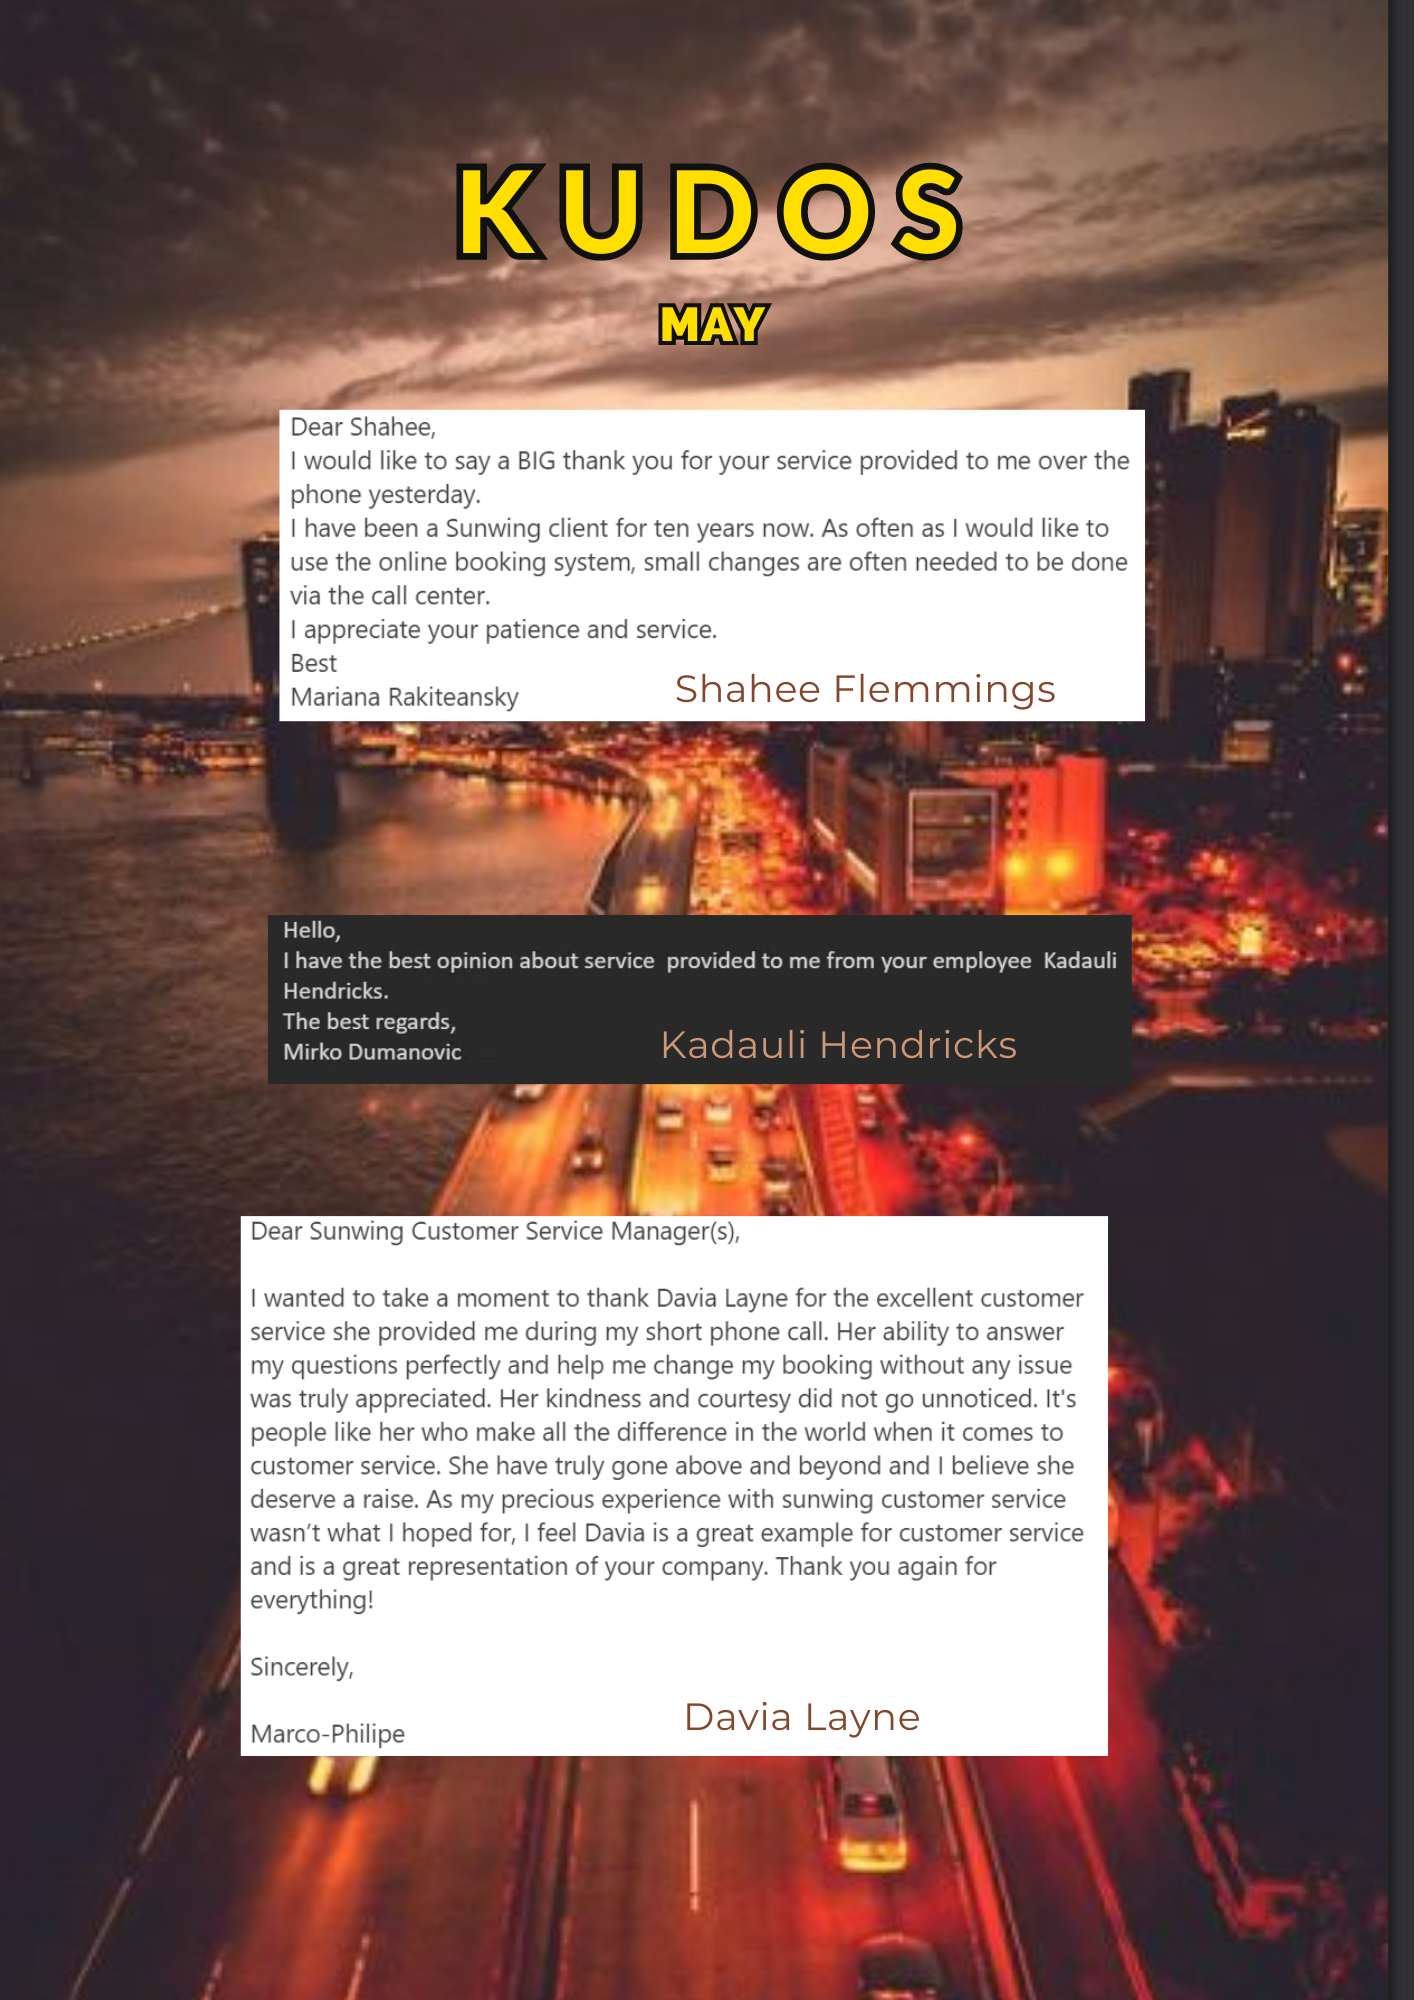 KUDOS
MAY
Dear Shahee,
I would like to say a BIG thank you for your service provided to me over the
phone yesterday.
I have been a Sunwing client for ten years now. As often as I would like to
use the online booking system, small changes are often needed to be done
via the call center.
I appreciate your patience and service.
Best
Mariana Rakiteansky
Shahee Flemmings
Hello,
I have the best opinion about service  provided to me from your employee  Kadauli
Hendricks.
The best regards,
Mirko Dumanovic
Kadauli Hendricks
Dear Sunwing Customer Service Manager(s),
I wanted to take a moment to thank Davia Layne for the excellent customer
service she provided me during my short phone call. Her ability to answer
my questions perfectly and help me change my booking without any issue
was truly appreciated. Her kindness and courtesy did not go unnoticed. It's
people like her who make all the difference in the world when it comes to
customer service. She have truly gone above and beyond and I believe she
deserve a raise. As my precious experience with sunwing customer service
wasn’t what I hoped for, I feel Davia is a great example for customer service
and is a great representation of your company. Thank you again for
everything!
Sincerely,
Marco-Philipe
Davia Layne